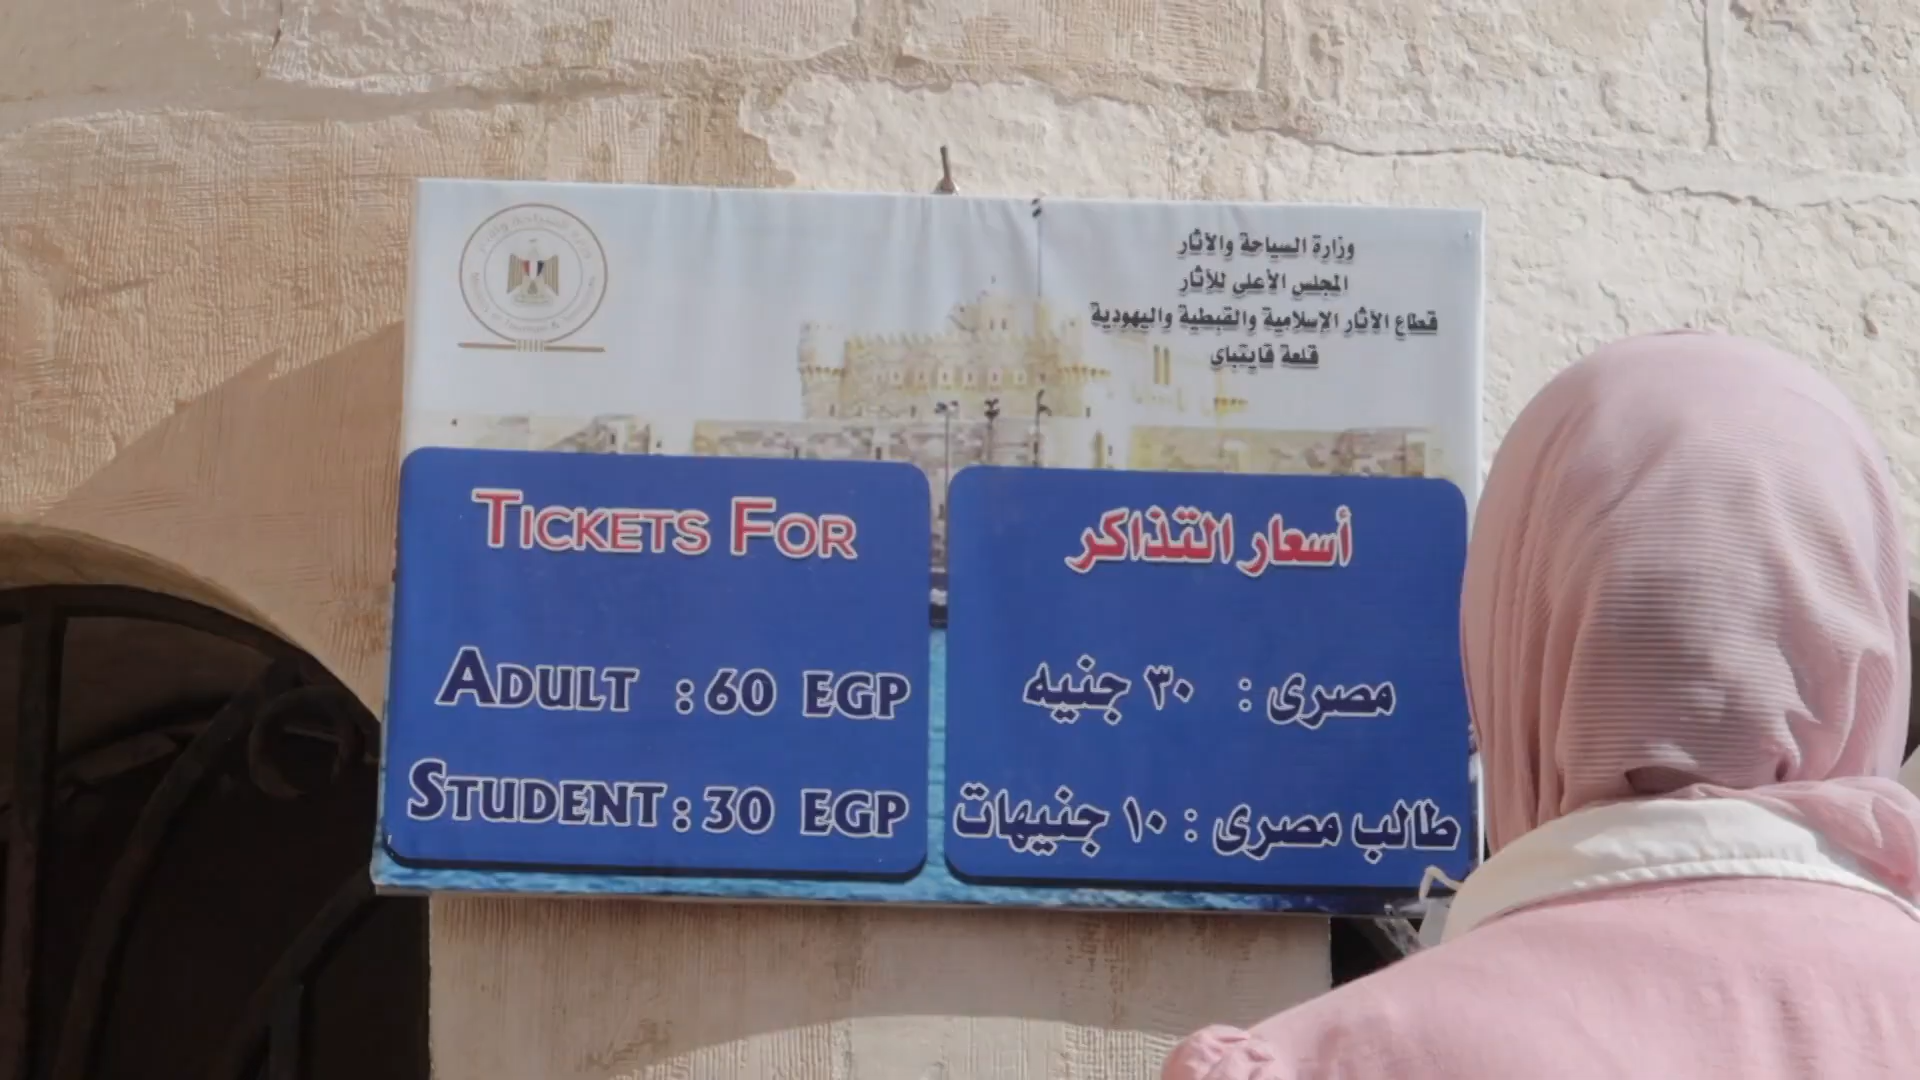 وزارة السياحة والآثار
المجلس الأعلى للآثار
قطاع الآثار الإسلامية والقبطية واليهودية
قلعة قايتباى
TICKETS FOR
ADULT : 60 EGP
STUDENT : 30 EGP
أسعار التذاكر
مصرى : ٣٠ جنيه
طالب مصرى : ١٠ جنيهات